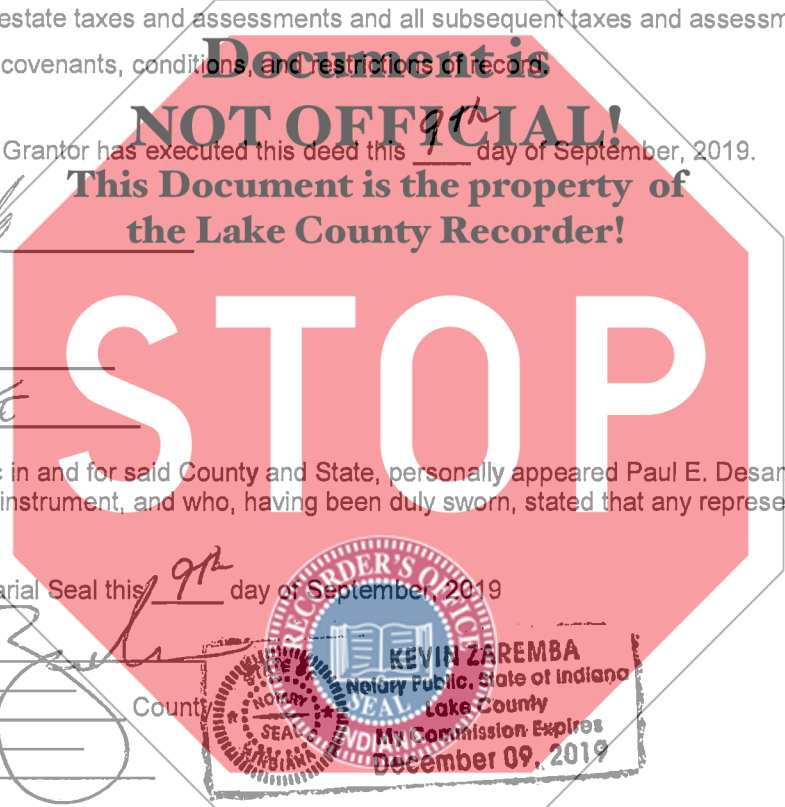 estate taxes and assessments and all subsequent taxes and assessm
covenants, conditions, and restrictions of record.
Document is
NOT OFFICIAL!
Grantor has executed this deed this 9th day of September, 2019.
This Document is the property of
the Lake County Recorder!
STOP
in and for said County and State, personally appeared Paul E. Desan
instrument, and who, having been duly sworn, stated that any represe
arial Seal this 9th day of September, 2019
RECORDER'S OFFICE
SEAL
INDIANA
County
NOTARY
SEAL
INDIANA
KEVIN ZAREMBA
Notary Public, State of Indiana
Lake County
My Commission Expires
December 09, 2019